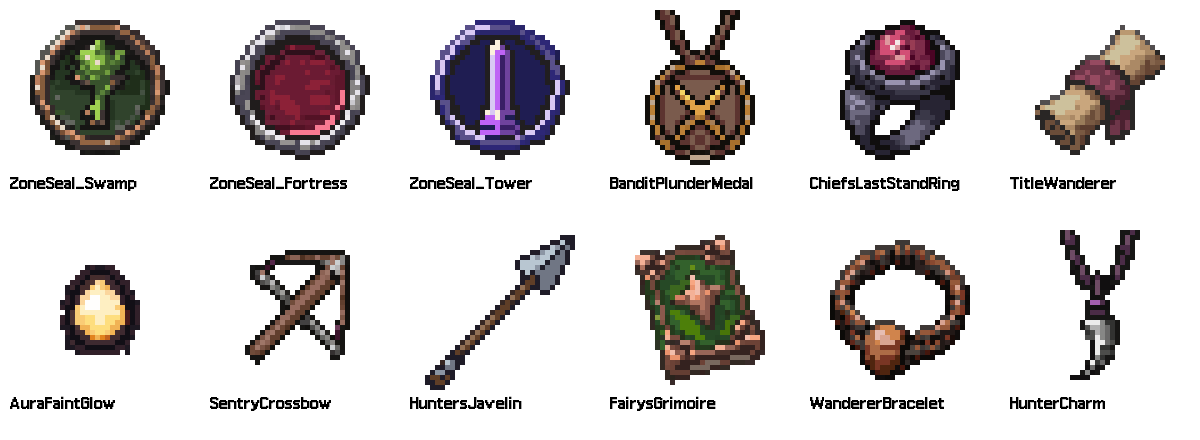 ZoneSeal_Swamp
ZoneSeal_Fortress
ZoneSeal_Tower
BanditPlunderMedal
ChiefsLastStandRing
TitleWanderer
AuraFaintGlow
SentryCrossbow
HuntersJavelin
FairysGrimoire
WandererBracelet
HunterCharm